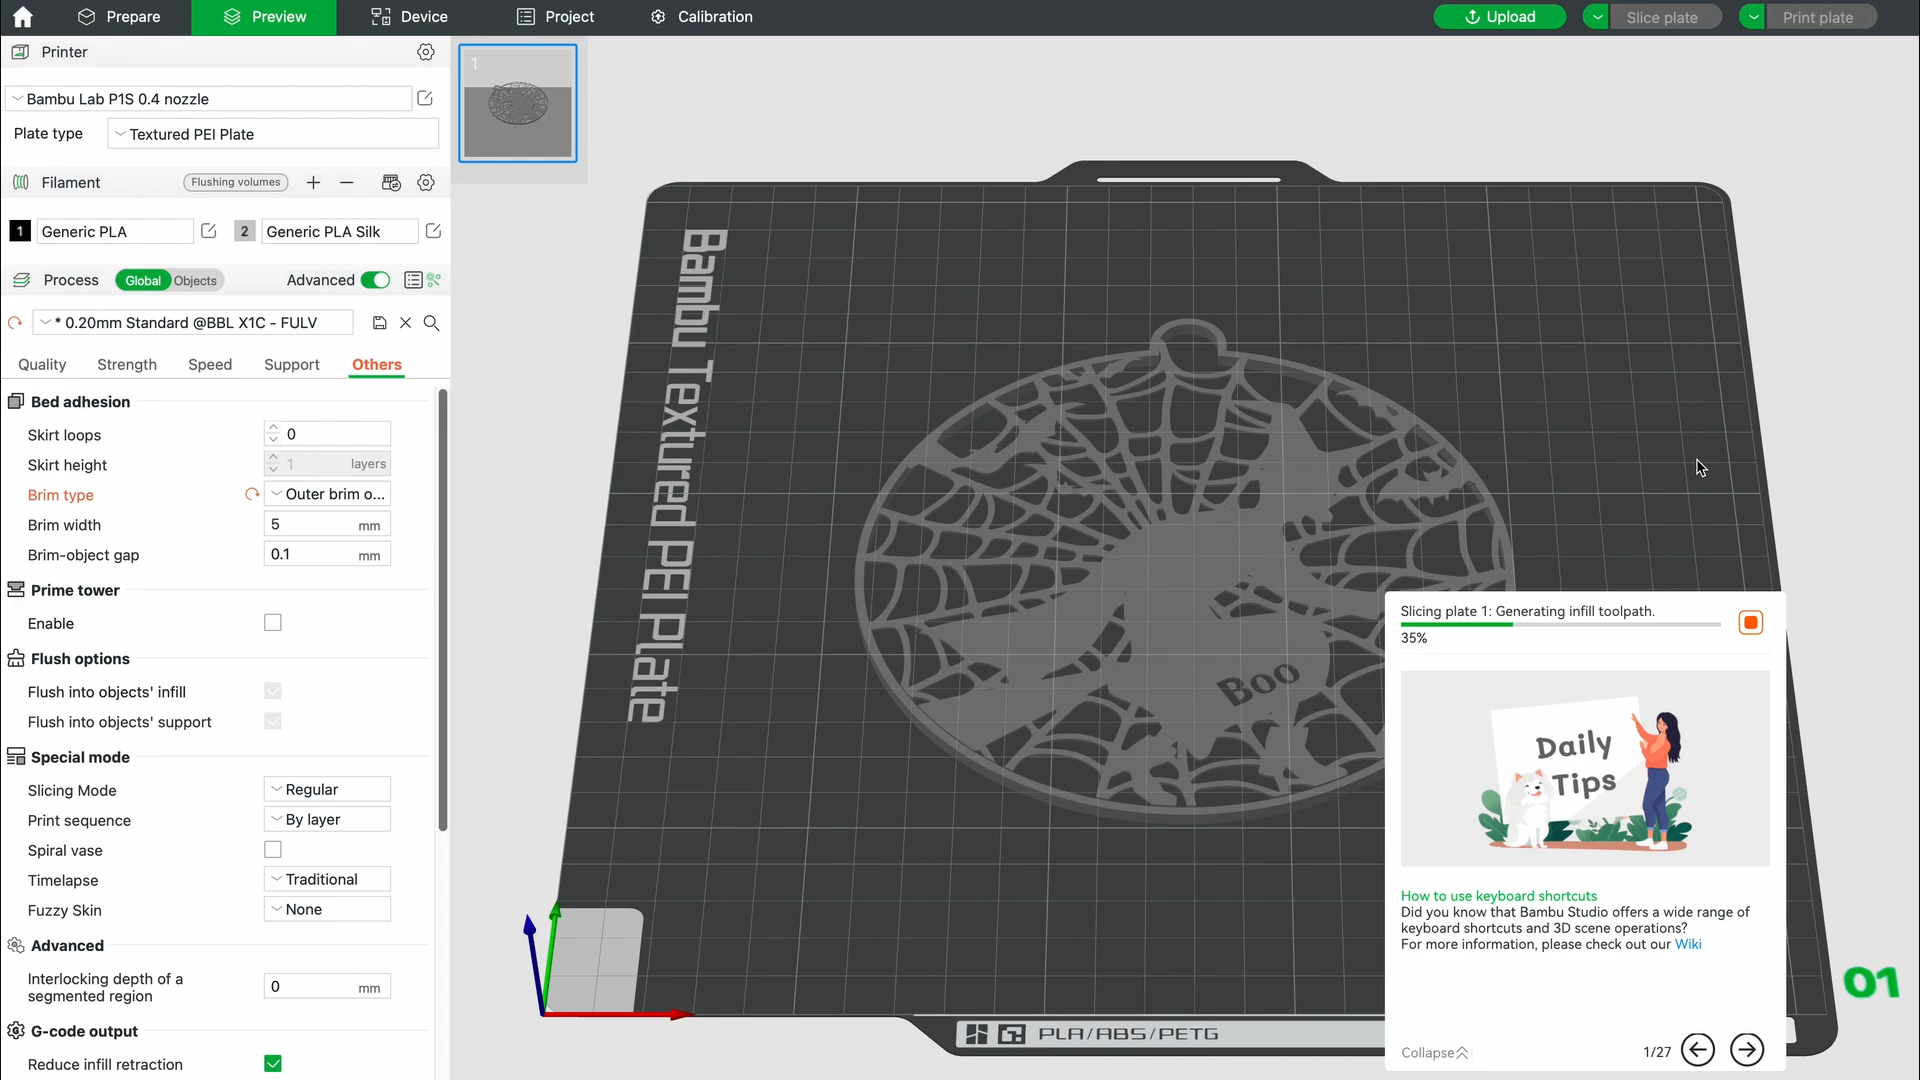 Prepare
Preview
Device
Project
Calibration
Upload
Slice plate
Print plate
Printer
Bambu Lab P1S 0.4 nozzle
Plate type
Textured PEI Plate
Filament
Flushing volumes
1 Generic PLA
2 Generic PLA Silk
Process
Global
Objects
Advanced
* 0.20mm Standard @BBL X1C - FULV
Quality
Strength
Speed
Support
Others
Bed adhesion
Skirt loops
0
Skirt height
1 layers
Brim type
Outer brim o...
Brim width
5 mm
Brim-object gap
0.1 mm
Prime tower
Enable
Flush options
Flush into objects' infill
Flush into objects' support
Special mode
Slicing Mode
Regular
Print sequence
By layer
Spiral vase
Timelapse
Traditional
Fuzzy Skin
None
Advanced
Interlocking depth of a
segmented region
0 mm
G-code output
Reduce infill retraction
1
Bambu Textured PEI Plate
Boo
PLA/ABS/PETG
01
Slicing plate 1: Generating infill toolpath.
35%
Daily
Tips
How to use keyboard shortcuts
Did you know that Bambu Studio offers a wide range of
keyboard shortcuts and 3D scene operations?
For more information, please check out our Wiki
Collapse
1/27